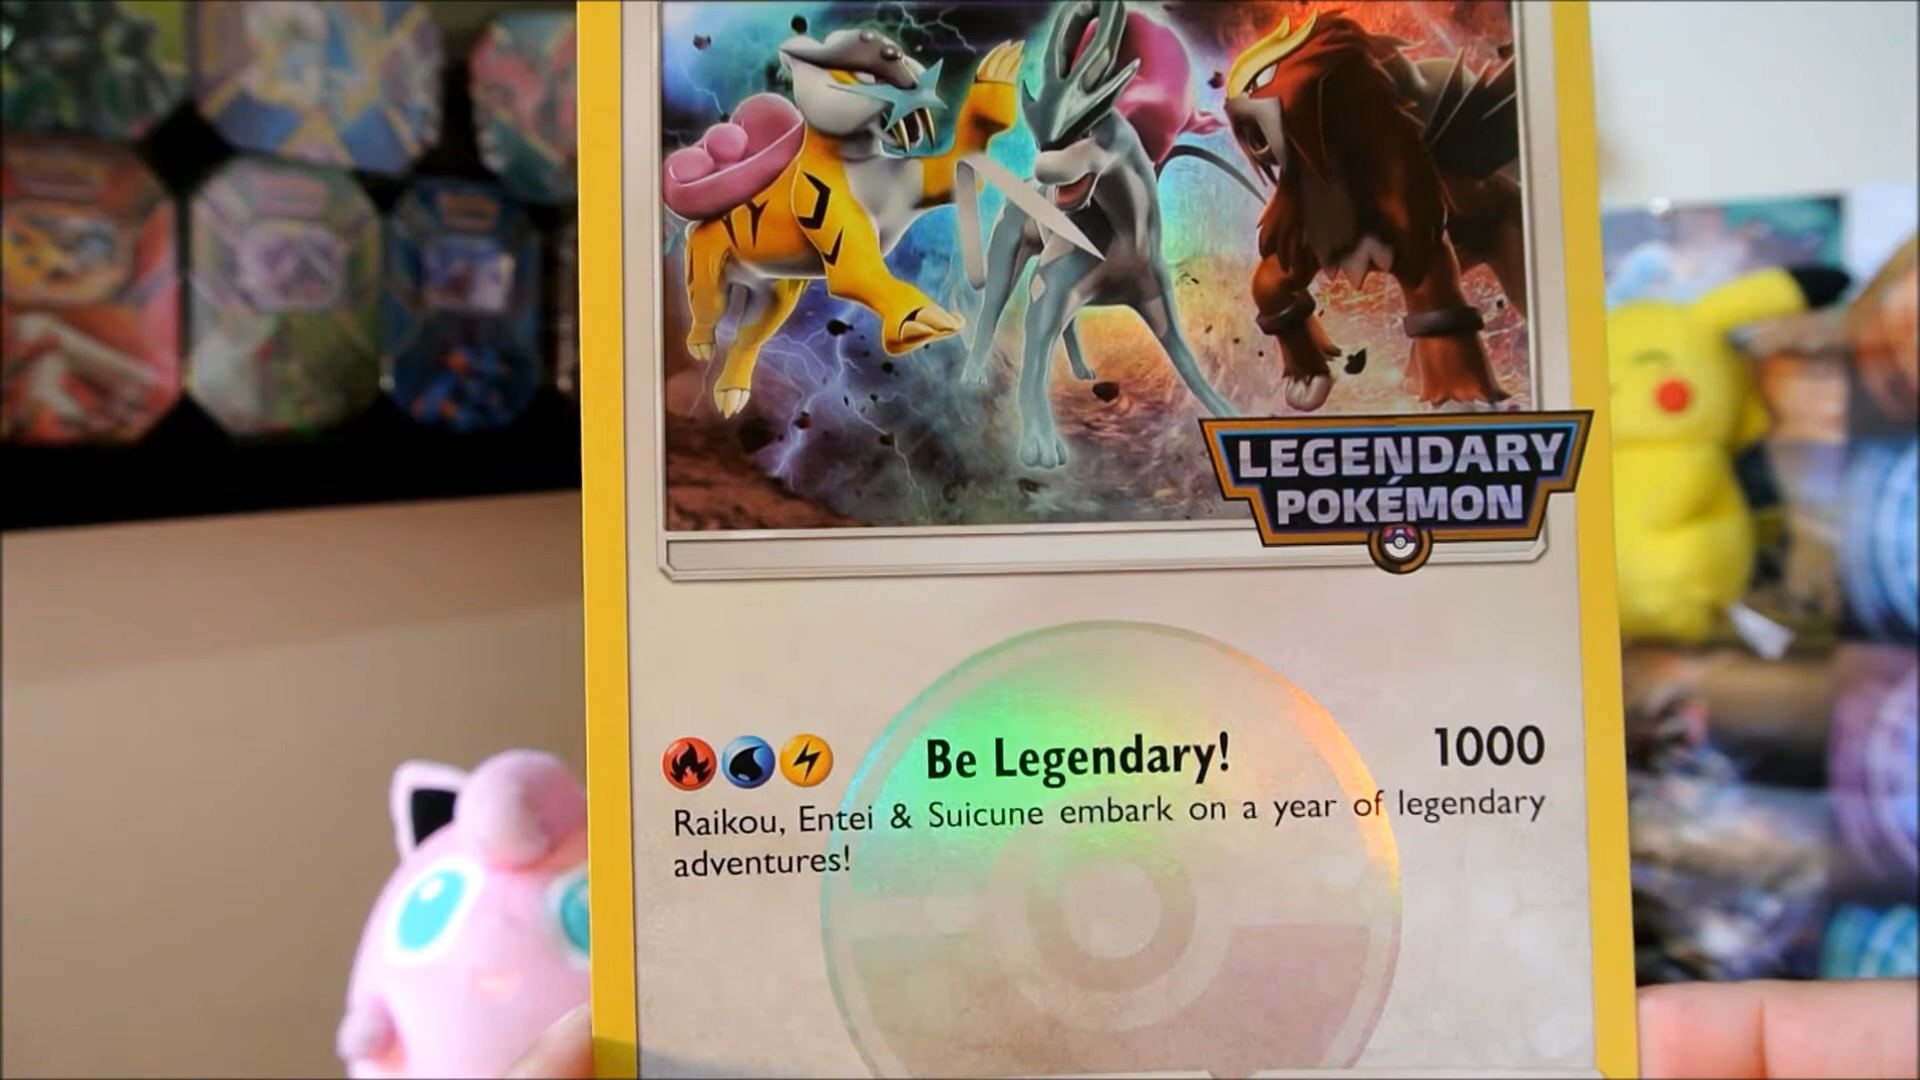 LEGENDARY
POKÉMON
Be Legendary! 1000
Raikou, Entei & Suicune embark on a year of legendary
adventures!